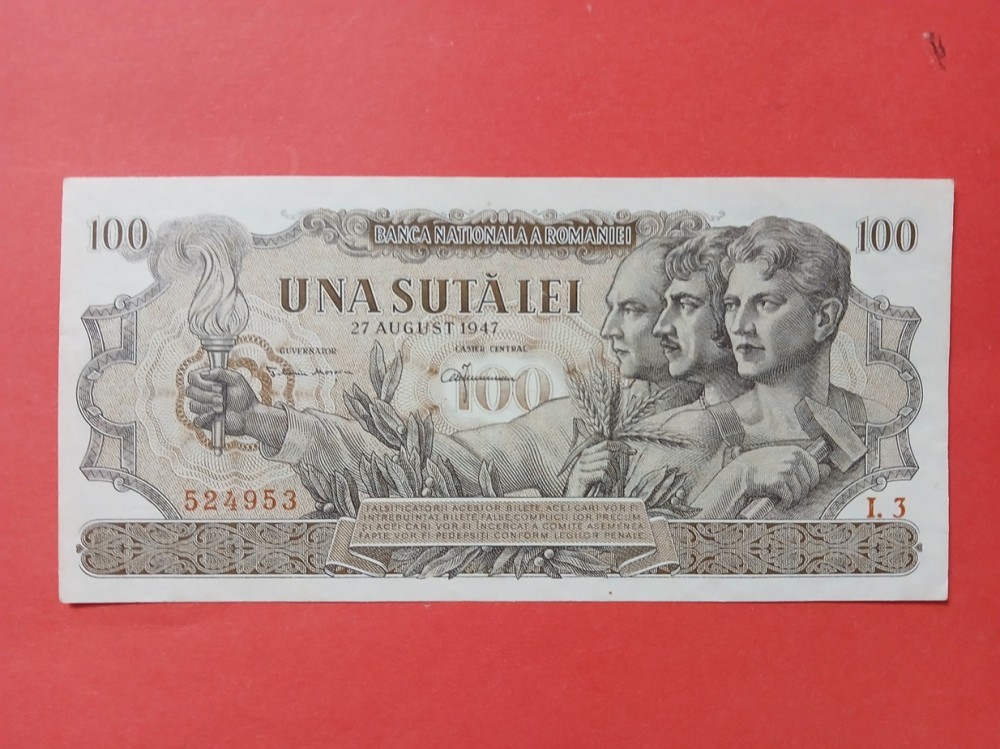 100
BANCA NATIONALA A ROMANIEI
100
UNA SUTĂ LEI
27 AUGUST 1947
GUVERNATOR
CASIER CENTRAL
100
524953
I. 3
FALSIFICATORII ACESTOR BILETE, ACEI CARI VOR FI
INTREBUINTAT BILETE FALSE, COMPLICII LOR PRECUM
SI ACEI CARI VOR FI INCERCAT A COMITE ASEMENEA
FAPTE VOR FI PEDEPSITI CONFORM LEGILOR PENALE